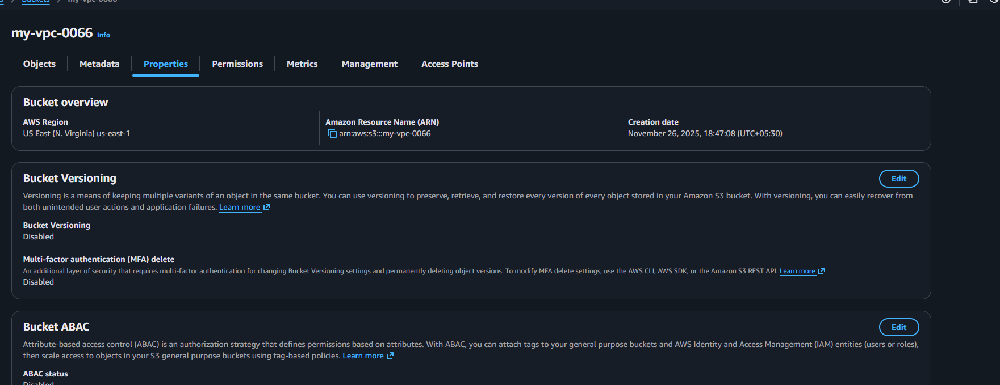 Buckets
my-vpc-0066
my-vpc-0066 Info
Objects Metadata Properties Permissions Metrics Management Access Points
Bucket overview
AWS Region Amazon Resource Name (ARN) Creation date
US East (N. Virginia) us-east-1 arn:aws:s3:::my-vpc-0066 November 26, 2025, 18:47:08 (UTC+05:30)
Bucket Versioning Edit
Versioning is a means of keeping multiple variants of an object in the same bucket. You can use versioning to preserve, retrieve, and restore every version of every object stored in your Amazon S3 bucket. With versioning, you can easily recover from
both unintended user actions and application failures. Learn more
Bucket Versioning
Disabled
Multi-factor authentication (MFA) delete
An additional layer of security that requires multi-factor authentication for changing Bucket Versioning settings and permanently deleting object versions. To modify MFA delete settings, use the AWS CLI, AWS SDK, or the Amazon S3 REST API. Learn more
Disabled
Bucket ABAC Edit
Attribute-based access control (ABAC) is an authorization strategy that defines permissions based on attributes. With ABAC, you can attach tags to your general purpose buckets and AWS Identity and Access Management (IAM) entities (users or roles),
then scale access to objects in your S3 general purpose buckets using tag-based policies. Learn more
ABAC status
Disabled